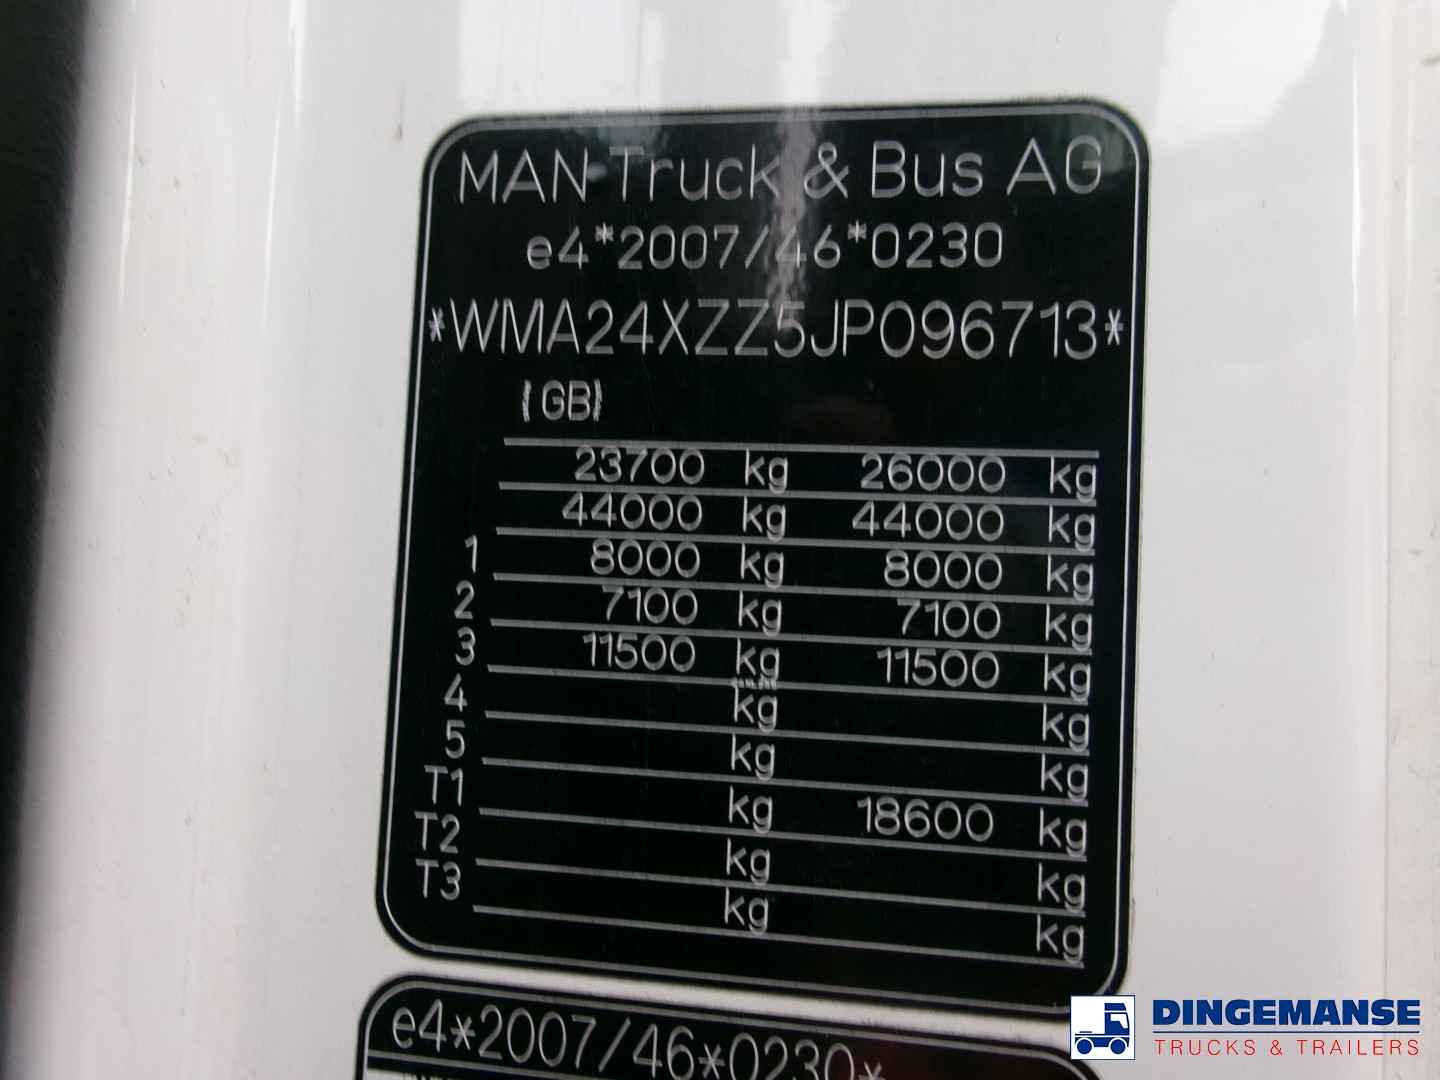 MAN Truck & Bus AG
e4*2007/46*0230
*WMA24XZZ5JP096713*
(GB)
23700 kg 26000 kg
44000 kg 44000 kg
1 8000 kg 8000 kg
2 7100 kg 7100 kg
3 11500 kg 11500 kg
4 kg kg
5 kg kg
T1 kg 18600 kg
T2 kg kg
T3 kg kg
e4*2007/46*0230*
DINGEMANSE
TRUCKS & TRAILERS